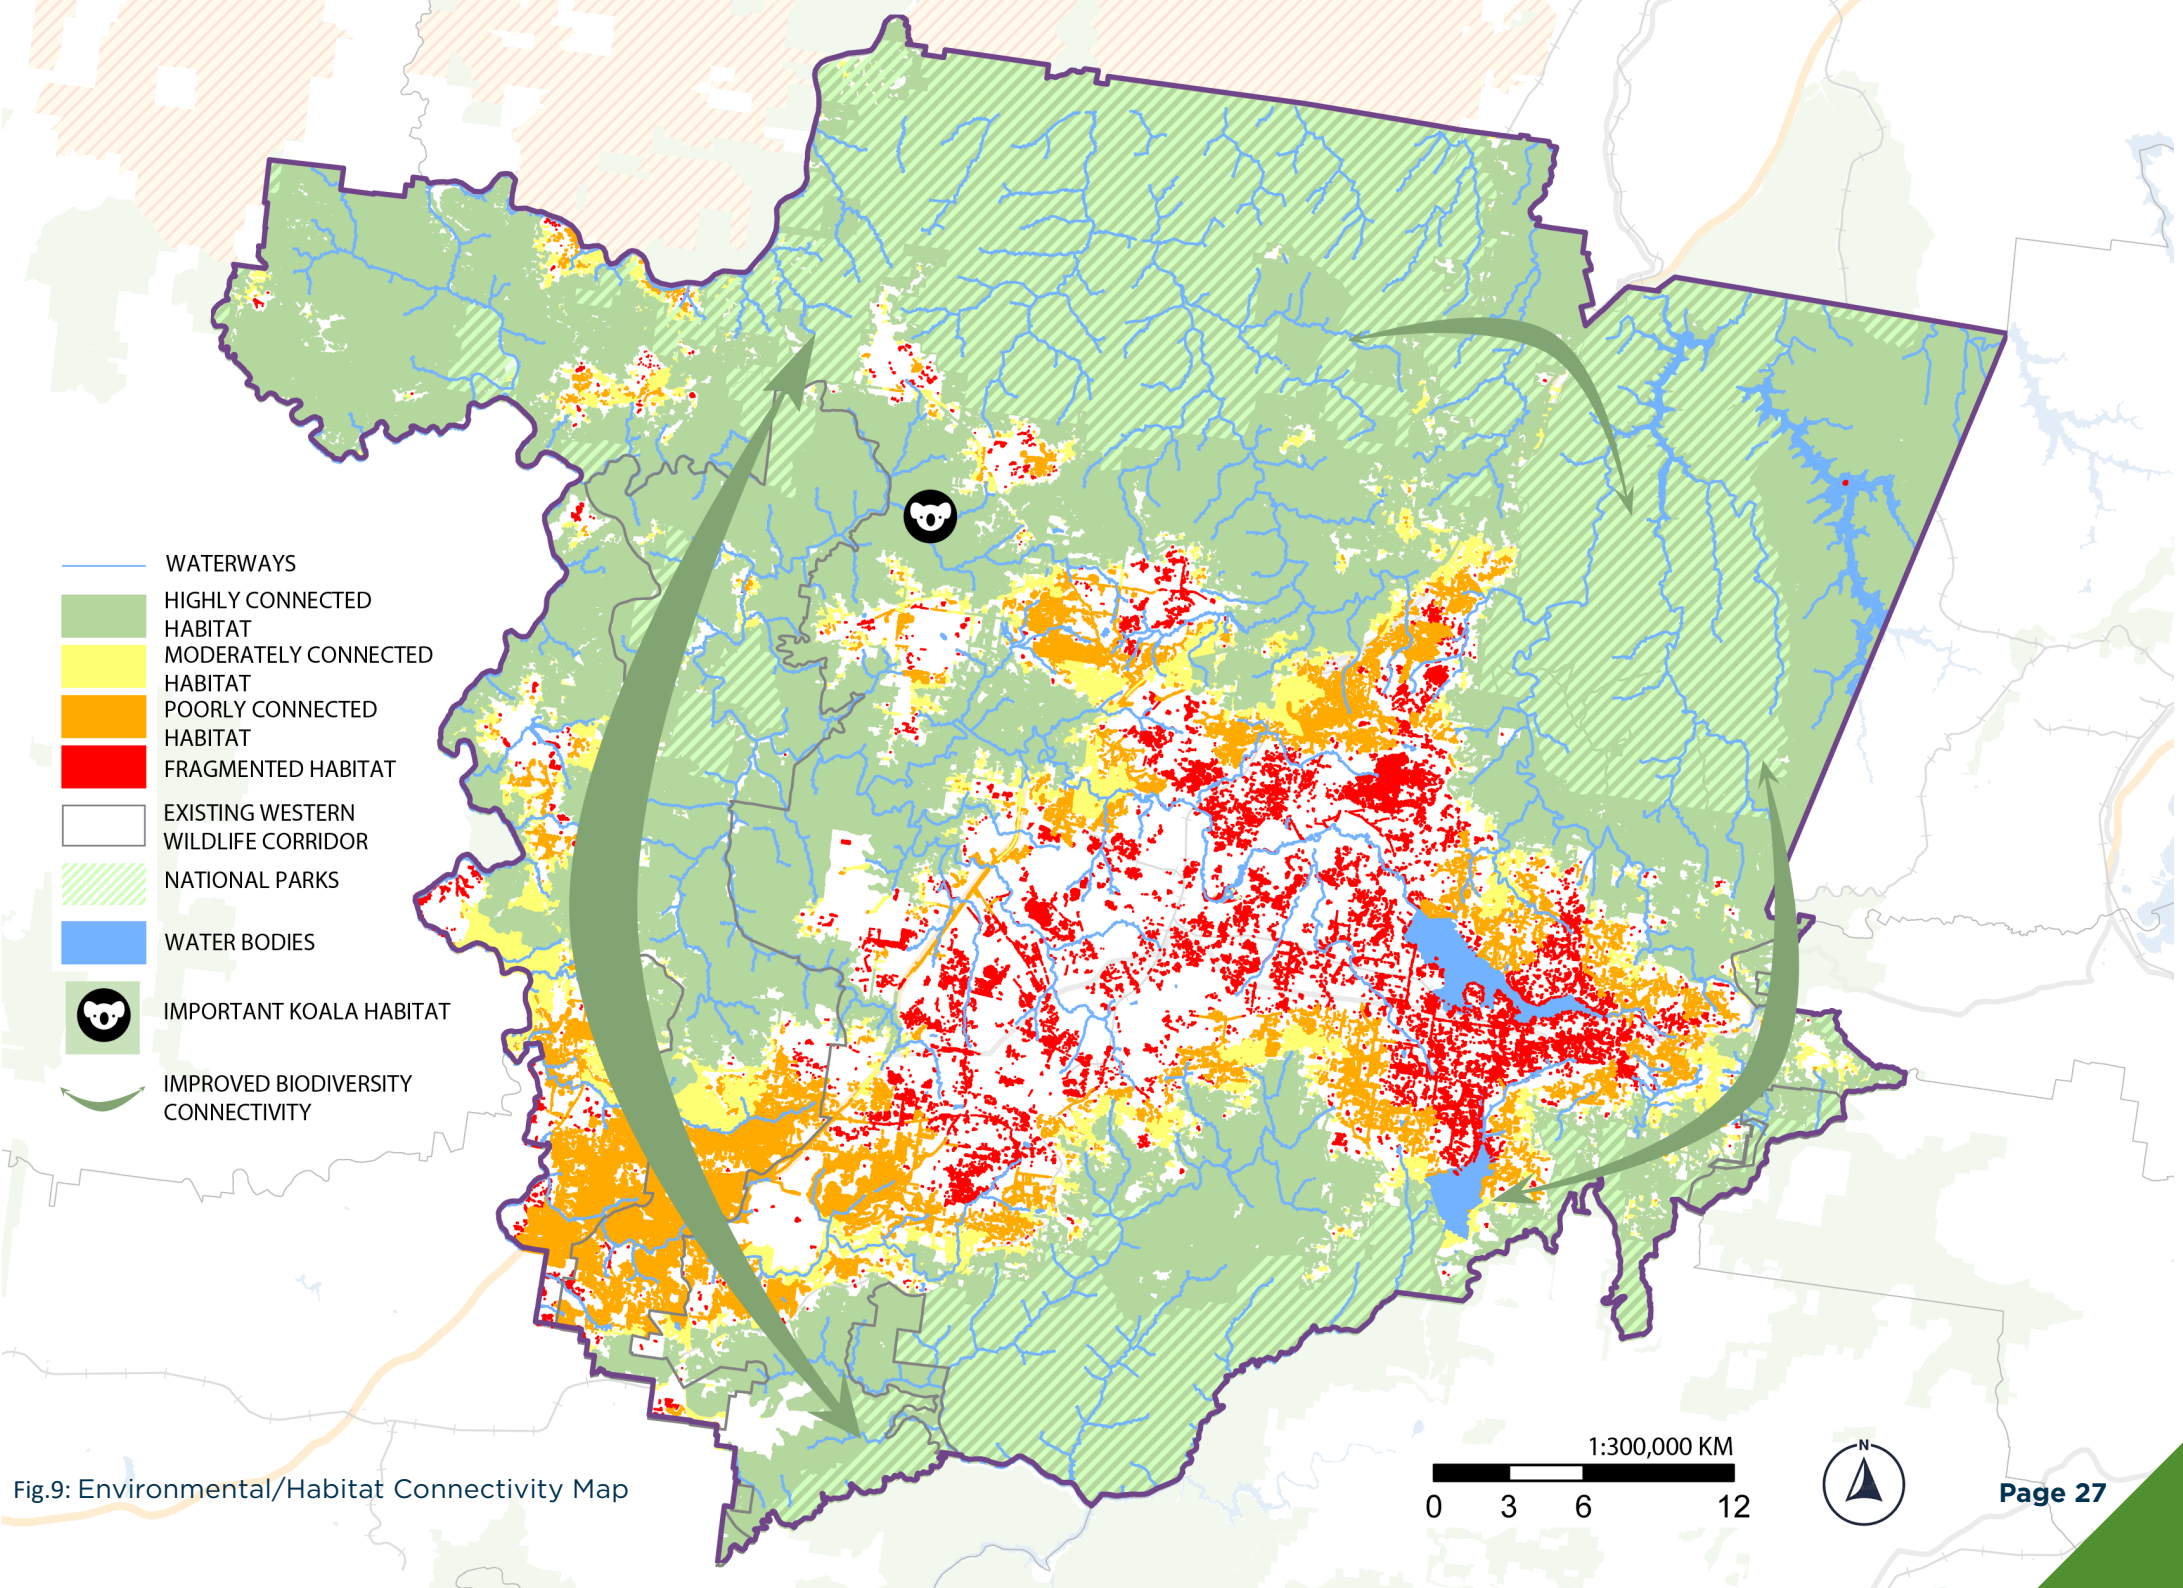 WATERWAYS
HIGHLY CONNECTED
HABITAT
MODERATELY CONNECTED
HABITAT
POORLY CONNECTED
HABITAT
FRAGMENTED HABITAT
EXISTING WESTERN
WILDLIFE CORRIDOR
NATIONAL PARKS
WATER BODIES
IMPORTANT KOALA HABITAT
IMPROVED BIODIVERSITY
CONNECTIVITY
1:300,000 KM
0 3 6 12
N
Fig.9: Environmental/Habitat Connectivity Map
Page 27